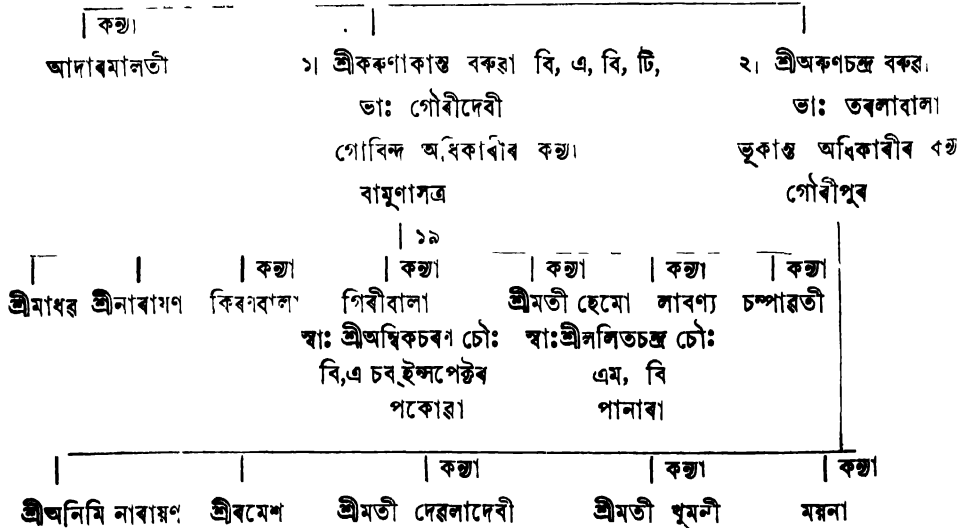 কন্যা
আদাৰমালতী ১। শ্ৰীকৰুণাকান্ত বৰুৱা বি, এ, বি, টি, ২। শ্ৰীঅৰুণচন্দ্ৰ বৰুৱা
ভা: গৌৰীদেবী ভা: তৰলাবালা
গোবিন্দ অধিকাৰীৰ কন্যা ভূকান্ত অধিকাৰীৰ কন্যা
বামুণাসত্ৰ গৌৰীপুৰ
১৯
কন্যা কন্যা কন্যা কন্যা কন্যা
শ্ৰীমাধৱ শ্ৰীনাৰায়ণ কিৰণবালা গিৰীবালা শ্ৰীমতী হেমো লাবণ্য চম্পাৱতী
স্বা: শ্ৰীঅম্বিকচৰণ চৌ: স্বা:শ্ৰীললিতচন্দ্ৰ চৌ:
বি,এ চব্ ইন্সপেক্টৰ এম, বি
পকোৱা পানাৰা
কন্যা কন্যা কন্যা
শ্ৰীঅনিমি নাৰায়ণ শ্ৰীৰমেশ শ্ৰীমতী দেৱলাদেবী শ্ৰীমতী খুমনী ময়না